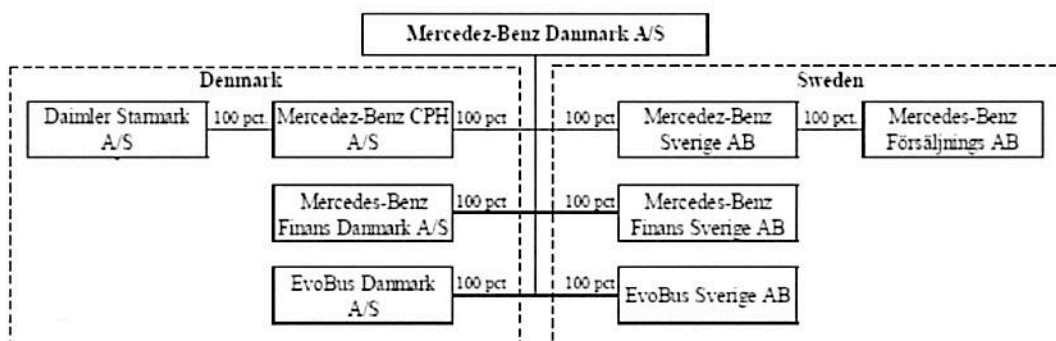 Mercedez-Benz Danmark A/S
Denmark
Sweden
Daimler Starmark
A/S
100 pct.
Mercedez-Benz CPH
A/S
100 pct
100 pct
Mercedez-Benz
Sverige AB
100 pct.
Mercedes-Benz
Försäljnings AB
Mercedes-Benz
Finans Danmark A/S
100 pct
100 pct
Mercedes-Benz
Finans Sverige AB
EvoBus Danmark
A/S
100 pct
100 pct
EvoBus Sverige AB